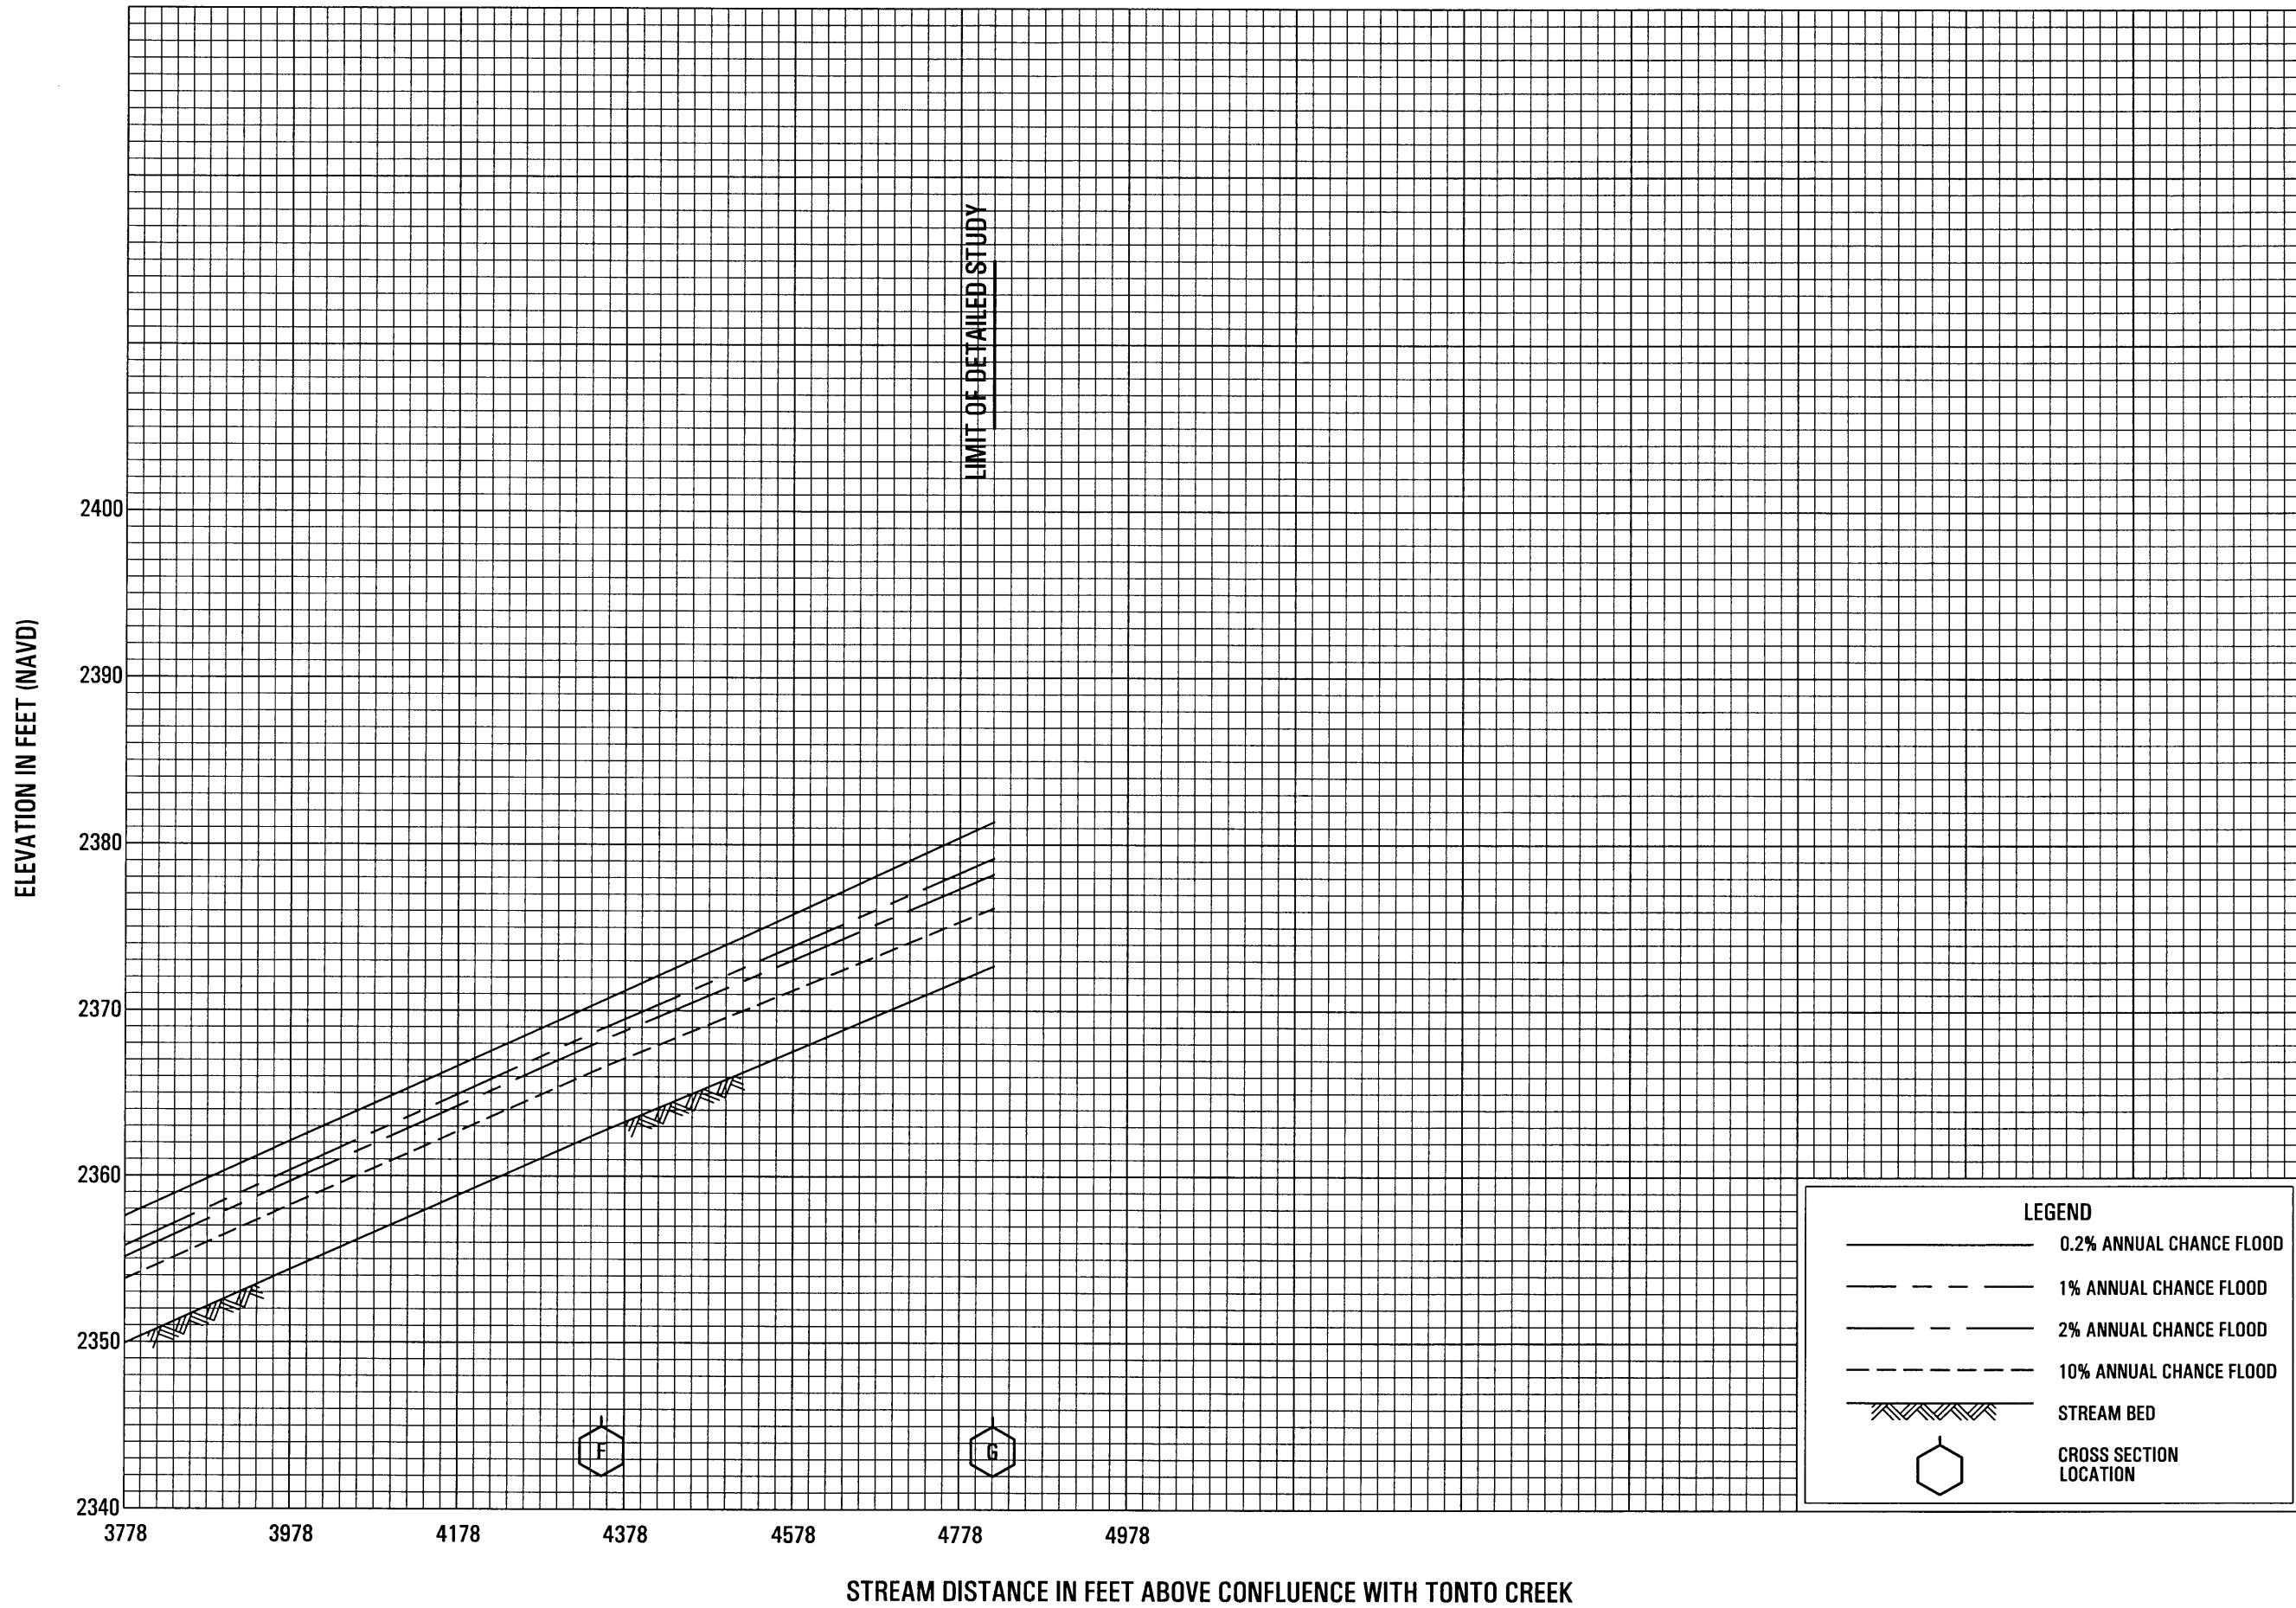 LIMIT OF DETAILED STUDY
ELEVATION IN FEET (NAVD)
2400
2390
2380
2370
2360
2350
2340
3778 3978 4178 4378 4578 4778 4978
F
G
STREAM DISTANCE IN FEET ABOVE CONFLUENCE WITH TONTO CREEK
LEGEND
0.2% ANNUAL CHANCE FLOOD
1% ANNUAL CHANCE FLOOD
2% ANNUAL CHANCE FLOOD
10% ANNUAL CHANCE FLOOD
STREAM BED
CROSS SECTION
LOCATION